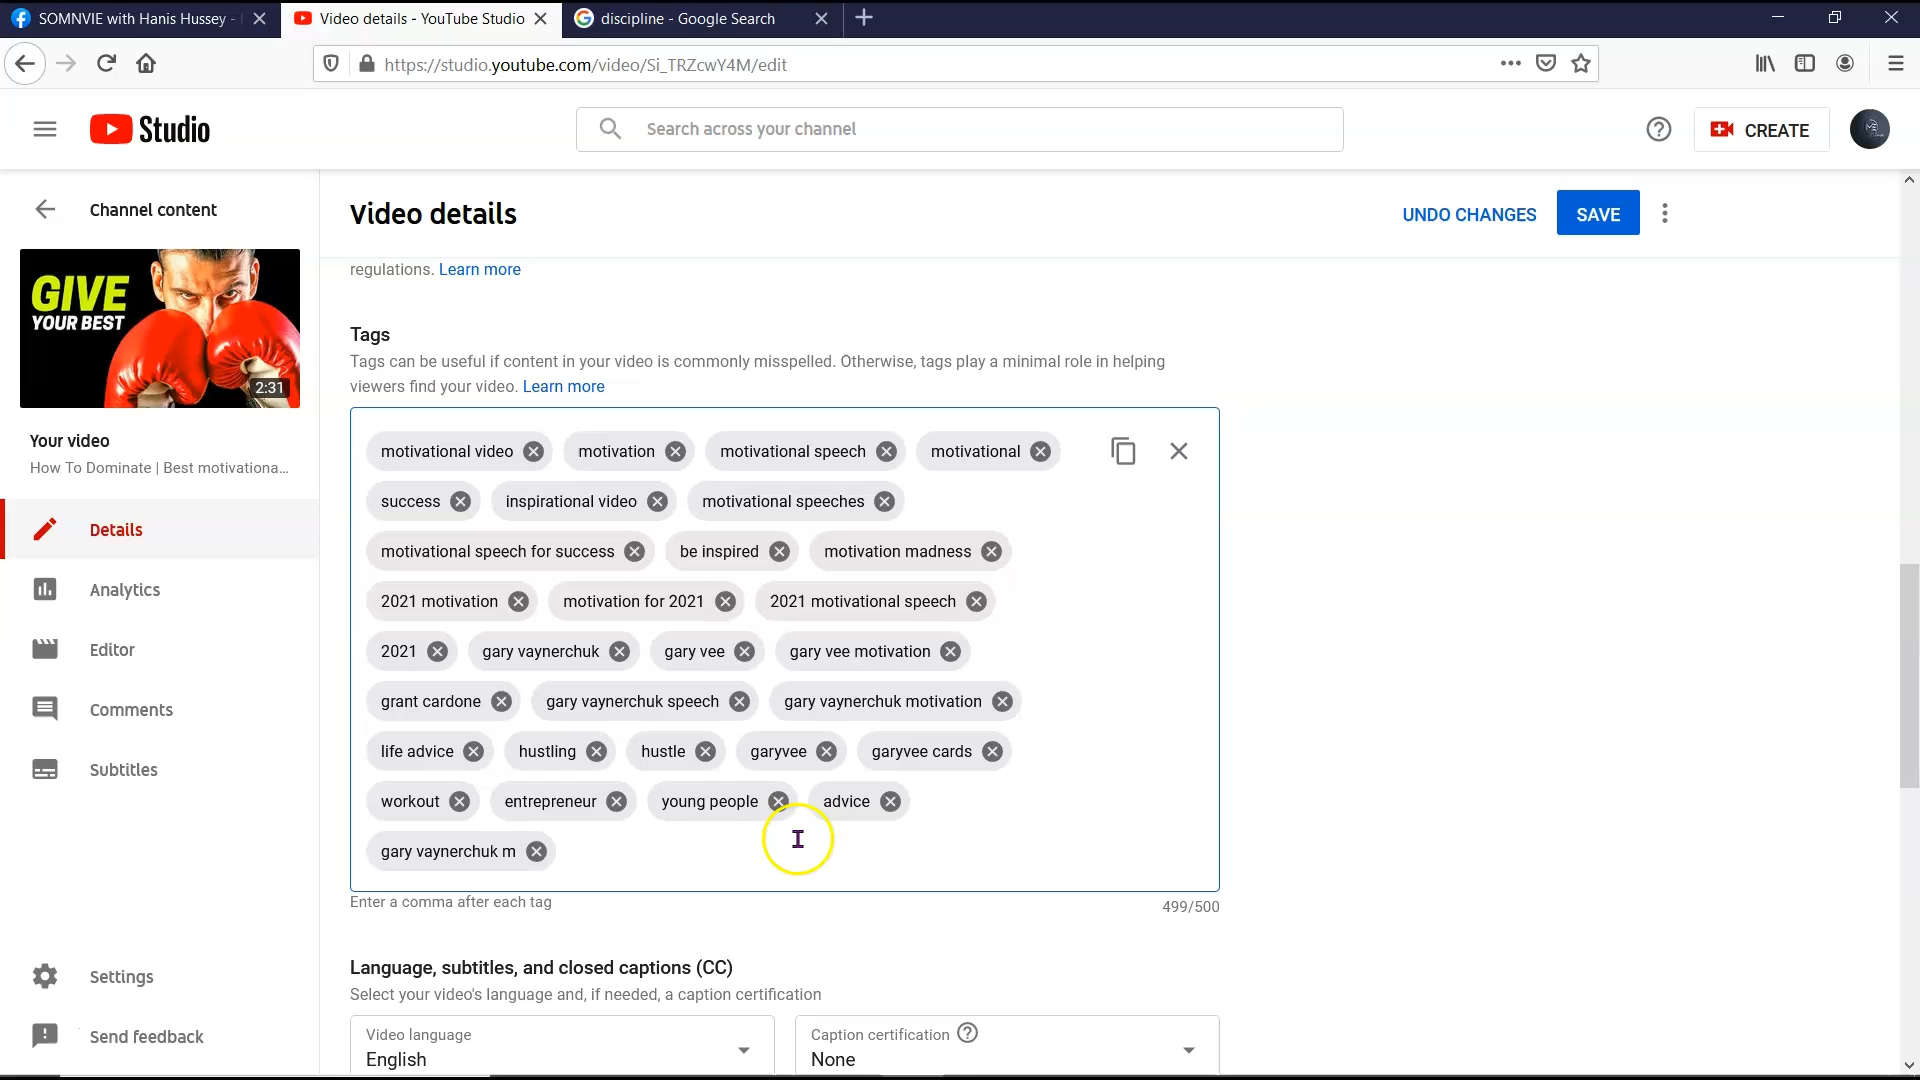 SOMNVIE with Hanis Hussey -
Video details - YouTube Studio
discipline - Google Search
https://studio.youtube.com/video/Si_TRZcwY4M/edit
Studio
Search across your channel
CREATE
Channel content
Video details
UNDO CHANGES
SAVE
GIVE
YOUR BEST
2:31
Your video
How To Dominate | Best motivationa...
Details
Analytics
Editor
Comments
Subtitles
Settings
Send feedback
regulations. Learn more
Tags
Tags can be useful if content in your video is commonly misspelled. Otherwise, tags play a minimal role in helping
viewers find your video. Learn more
motivational video motivation motivational speech motivational
success inspirational video motivational speeches
motivational speech for success be inspired motivation madness
2021 motivation motivation for 2021 2021 motivational speech
2021 gary vaynerchuk gary vee gary vee motivation
grant cardone gary vaynerchuk speech gary vaynerchuk motivation
life advice hustling hustle garyvee garyvee cards
workout entrepreneur young people advice
gary vaynerchuk m
Enter a comma after each tag
499/500
Language, subtitles, and closed captions (CC)
Select your video's language and, if needed, a caption certification
Video language
English
Caption certification
None